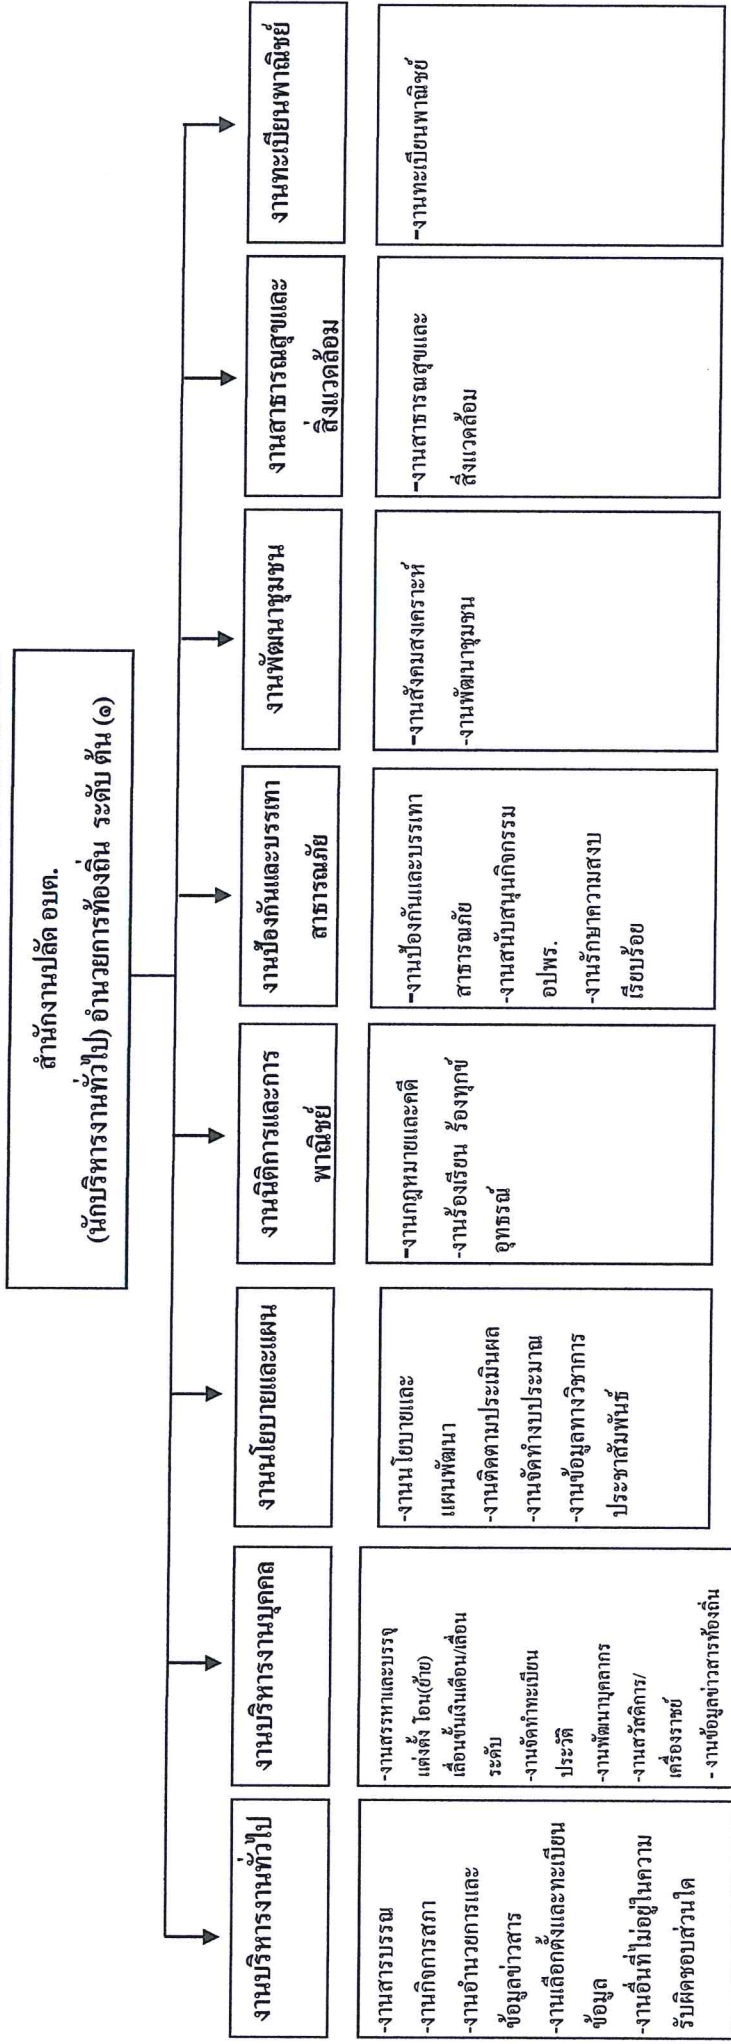 สำนักงานปลัด อบต.
(นักบริหารงานทั่วไป) อำนวยการท้องถิ่น ระดับ ต้น (๑)
งานบริหารงานทั่วไป
-งานสารบรรณ
-งานกิจการสภา
-งานอำนวยการและ
ข้อมูลข่าวสาร
-งานเลือกตั้งและทะเบียน
ข้อมูล
-งานอื่นที่ไม่อยู่ในความ
รับผิดชอบส่วนใด
งานบริหารงานบุคคล
-งานสรรหาและบรรจุ
แต่งตั้ง โอน(ย้าย)
เลื่อนขั้นเงินเดือน/เลื่อน
ระดับ
-งานจัดทำทะเบียน
ประวัติ
-งานพัฒนาบุคลากร
-งานสวัสดิการ/
เครื่องราชย์
- งานข้อมูลข่าวสารท้องถิ่น
งานนโยบายและแผน
-งานนโยบายและ
แผนพัฒนา
-งานติดตามประเมินผล
-งานจัดทำงบประมาณ
-งานข้อมูลทางวิชาการ
ประชาสัมพันธ์
งานนิติการและการ
พาณิชย์
-งานกฎหมายและคดี
-งานร้องเรียน ร้องทุกข์
อุทธรณ์
งานป้องกันและบรรเทา
สาธารณภัย
-งานป้องกันและบรรเทา
สาธารณภัย
-งานสนับสนุนกิจกรรม
อปพร.
-งานรักษาความสงบ
เรียบร้อย
งานพัฒนาชุมชน
-งานสังคมสงเคราะห์
-งานพัฒนาชุมชน
งานสาธารณสุขและ
สิ่งแวดล้อม
-งานสาธารณสุขและ
สิ่งแวดล้อม
งานทะเบียนพาณิชย์
-งานทะเบียนพาณิชย์